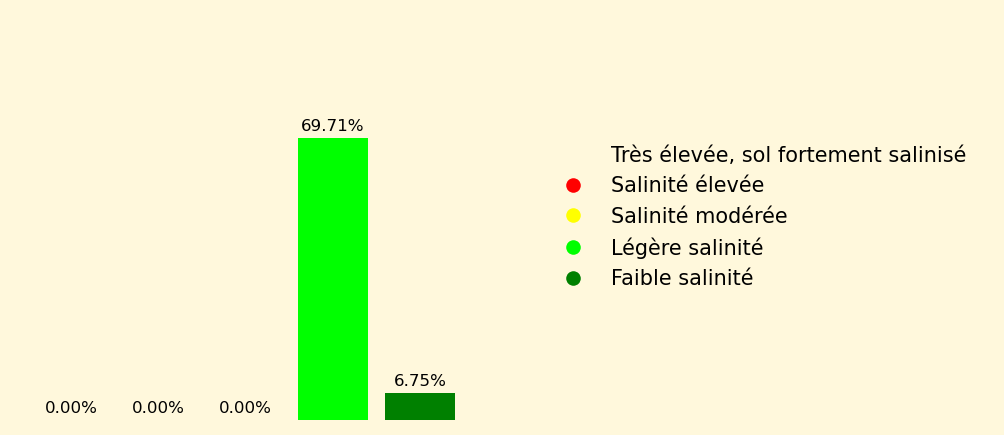 69.71%
6.75%
0.00%
0.00%
0.00%
Très élevée, sol fortement salinisé
Salinité élevée
Salinité modérée
Légère salinité
Faible salinité